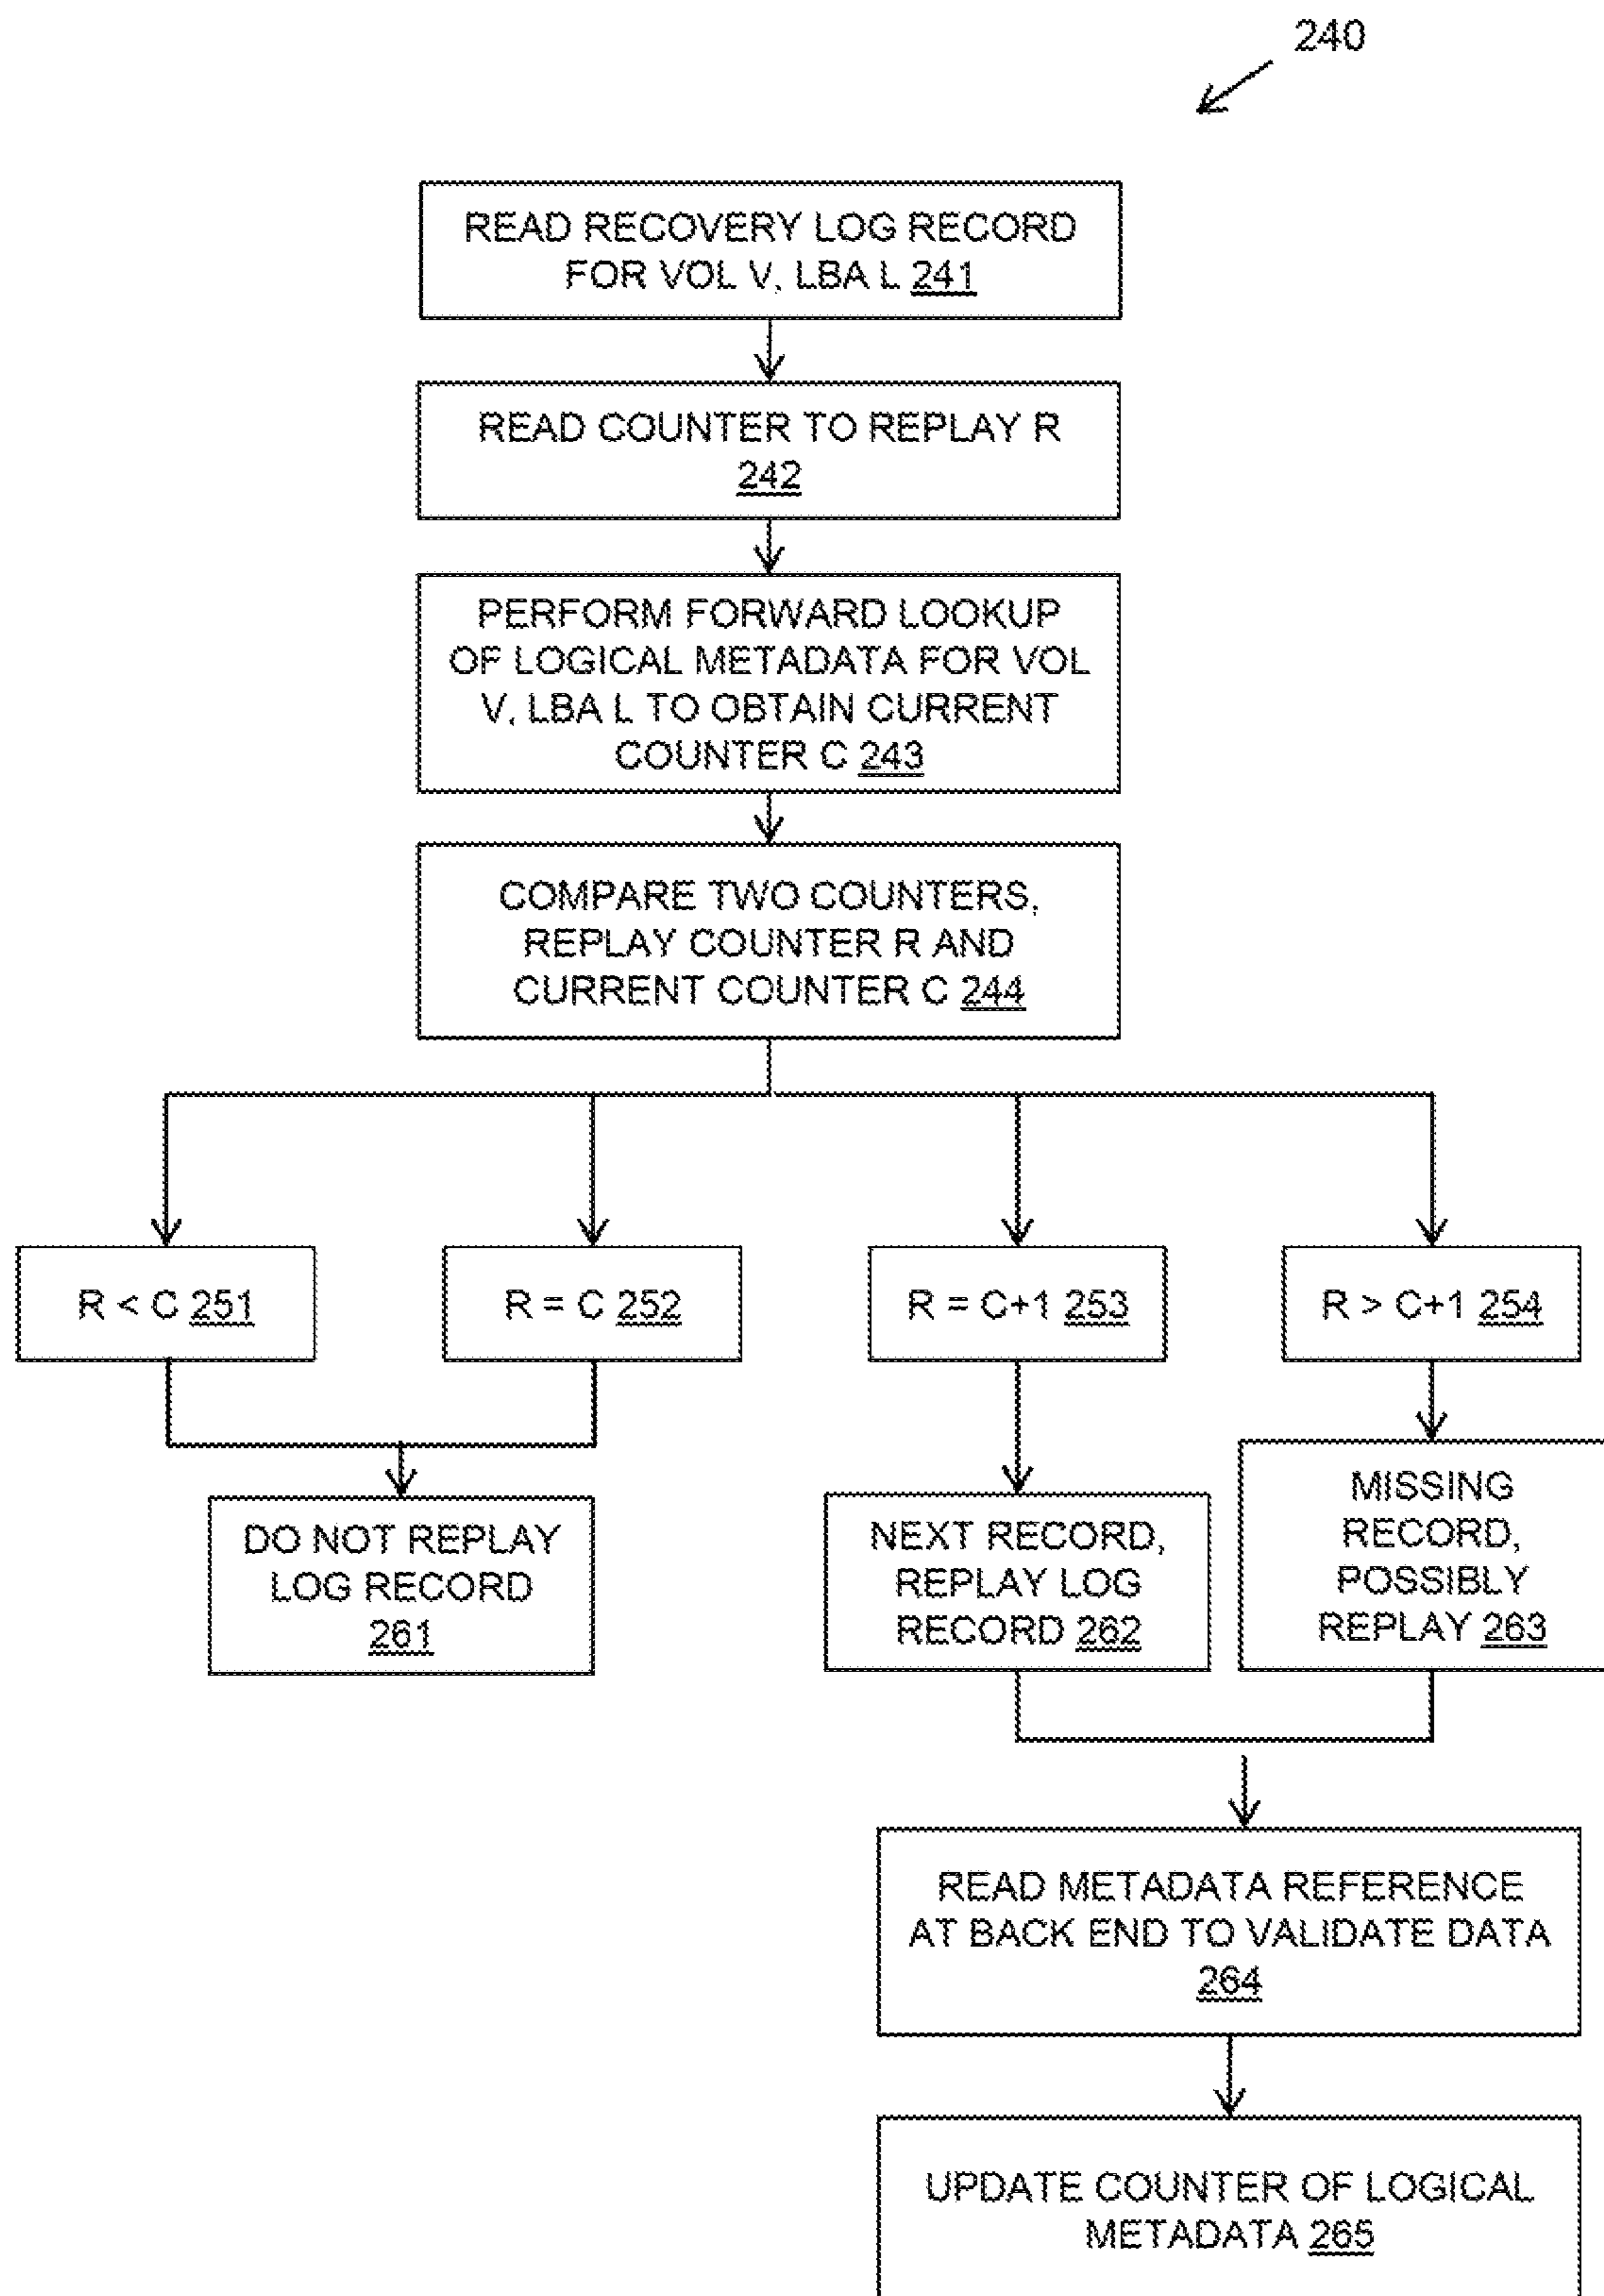 240
READ RECOVERY LOG RECORD
FOR VOL V, LBA L 241
READ COUNTER TO REPLAY R
242
PERFORM FORWARD LOOKUP
OF LOGICAL METADATA FOR VOL
V, LBA L TO OBTAIN CURRENT
COUNTER C 243
COMPARE TWO COUNTERS,
REPLAY COUNTER R AND
CURRENT COUNTER C 244
R < C 251
R = C 252
R = C+1 253
R > C+1 254
DO NOT REPLAY
LOG RECORD
261
NEXT RECORD,
REPLAY LOG
RECORD 262
MISSING
RECORD,
POSSIBLY
REPLAY 263
READ METADATA REFERENCE
AT BACK END TO VALIDATE DATA
264
UPDATE COUNTER OF LOGICAL
METADATA 265